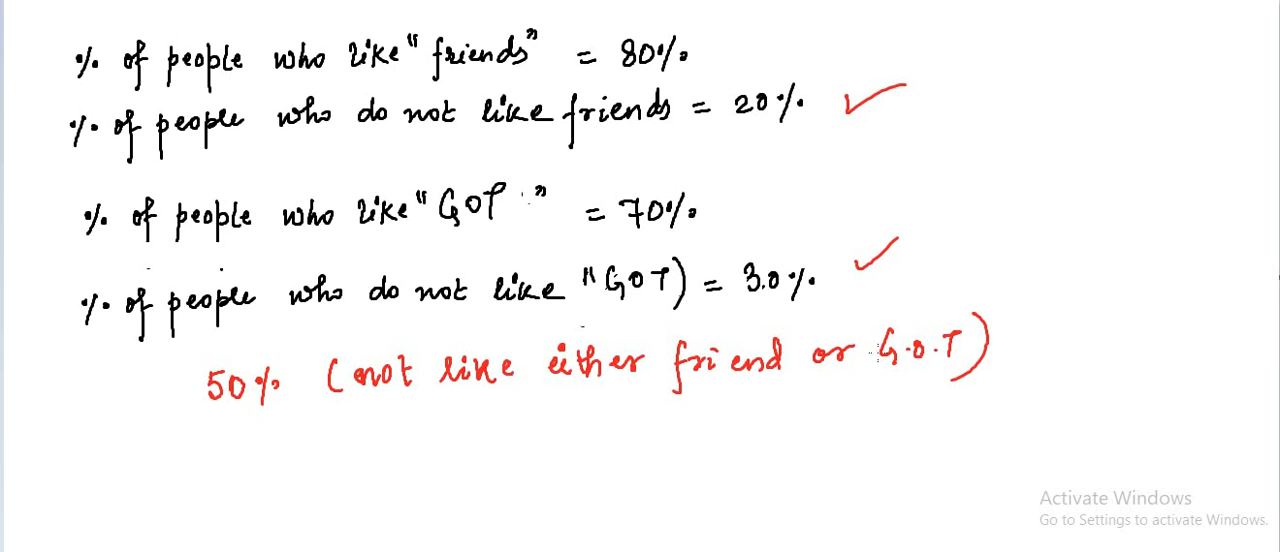 % of people who like "friends" = 80%
% of people who do not like friends = 20%
% of people who like "GOT" = 70%
% of people who do not like "GOT) = 30%
50% (not like either friend or G.O.T)
Activate Windows
Go to Settings to activate Windows.